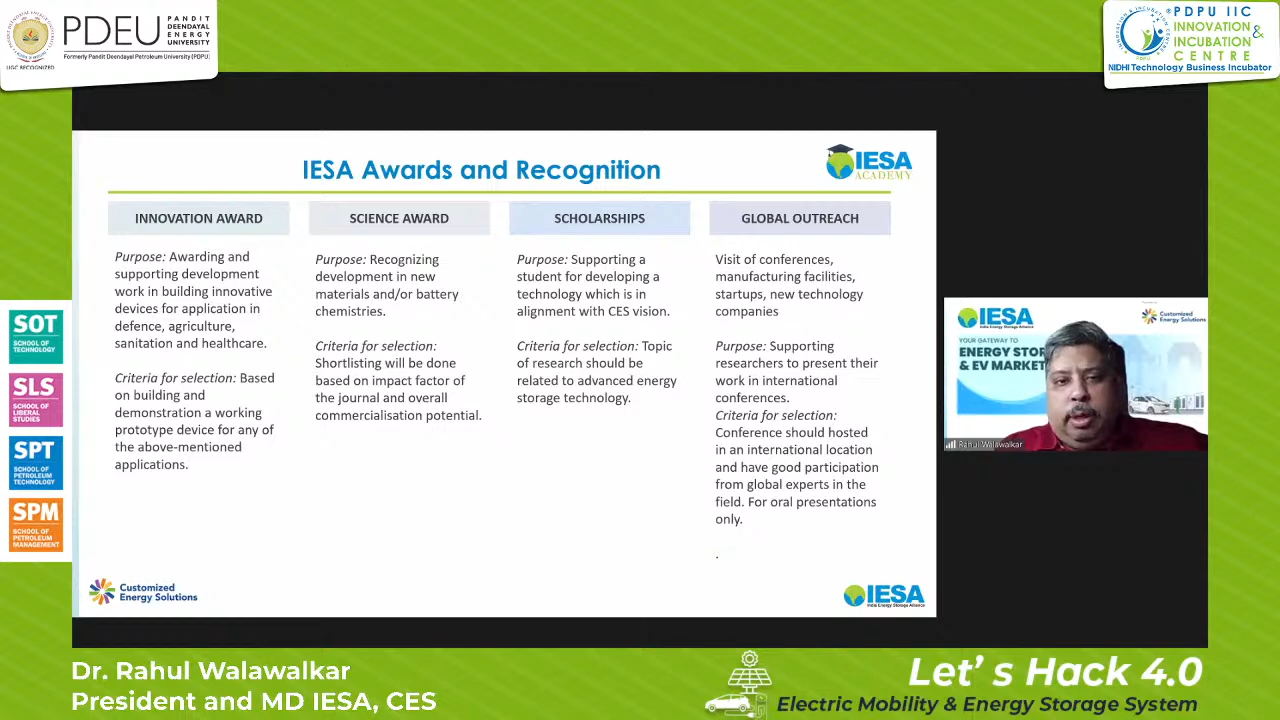 PDEU
PANDIT
DEENDAYAL
ENERGY
UNIVERSITY
Formerly Pandit Deendayal Petroleum University (PDPU)
UGC RECOGNIZED
PDPU IIC
INNOVATION &
INCUBATION
CENTRE
NIDHI Technology Business Incubator
IESA Awards and Recognition
IESA
ACADEMY
INNOVATION AWARD
Purpose: Awarding and
supporting development
work in building innovative
devices for application in
defence, agriculture,
sanitation and healthcare.
Criteria for selection: Based
on building and
demonstration a working
prototype device for any of
the above-mentioned
applications.
SCIENCE AWARD
Purpose: Recognizing
development in new
materials and/or battery
chemistries.
Criteria for selection:
Shortlisting will be done
based on impact factor of
the journal and overall
commercialisation potential.
SCHOLARSHIPS
Purpose: Supporting a
student for developing a
technology which is in
alignment with CES vision.
Criteria for selection: Topic
of research should be
related to advanced energy
storage technology.
GLOBAL OUTREACH
Visit of conferences,
manufacturing facilities,
startups, new technology
companies
Purpose: Supporting
researchers to present their
work in international
conferences.
Criteria for selection:
Conference should hosted
in an international location
and have good participation
from global experts in the
field. For oral presentations
only.
.
Customized
Energy Solutions
IESA
India Energy Storage Alliance
SOT
SCHOOL OF
TECHNOLOGY
SLS
SCHOOL OF
LIBERAL
STUDIES
SPT
SCHOOL OF
PETROLEUM
TECHNOLOGY
SPM
SCHOOL OF
PETROLEUM
MANAGEMENT
IESA
India Energy Storage Alliance
Customized
Energy Solutions
YOUR GATEWAY TO
ENERGY STOR
& EV MARKET
Rahul Walawalkar
Dr. Rahul Walawalkar
President and MD IESA, CES
Let' s Hack 4.0
Electric Mobility & Energy Storage System